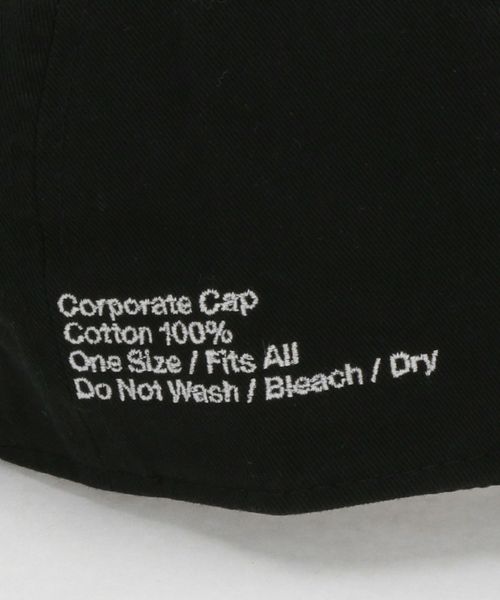 Corporate Cap
Cotton 100%
One Size / Fits All
Do Not Wash / Bleach / Dry